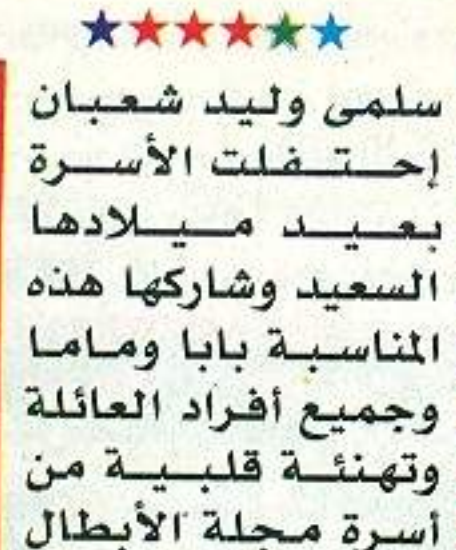 سلمى وليد شعبان
إحتفلت الأسرة
بعيد ميلادها
السعيد وشاركها هذه
المناسبة بابا وماما
وجميع أفراد العائلة
وتهنئة قلبية من
أسرة مجلة الأبطال